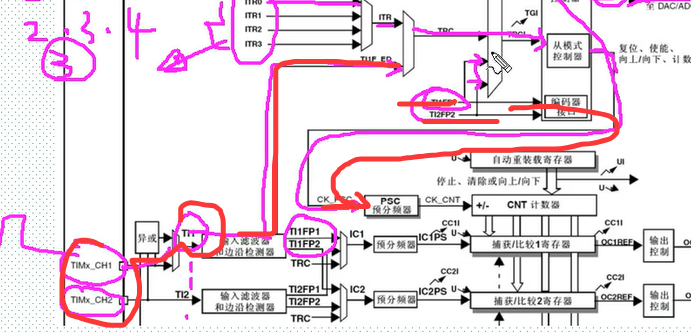 控制器
至 DAC/AD
TGI
ITR0
ITR1
ITR2
ITR3
ITR
TRC
TRGI
从模式
控制器
复位、使能、
向上/向下、计数
2.3.4
3
TI1F_ED
TI1FP1
TI2FP2
编码器
接口
U
自动重装载寄存器
UI
停止、清除或向上/向下
U
CK_PSC
PSC
预分频器
CK_CNT
+/-
CNT 计数器
异或
TI1
TI1FP1
TI1FP2
输入滤波器
和边沿检测器
TRC
IC1
预分频器
IC1PS
CC1I
U
捕获/比较1寄存器
CC1I
OC1REF
输出
控制
TIMx_CH1
TIMx_CH2
TI2
输入滤波器
和边沿检测器
TI2FP1
TI2FP2
TRC
IC2
预分频器
IC2PS
CC2I
U
捕获/比较2寄存器
CC2I
OC2REF
输出
控制